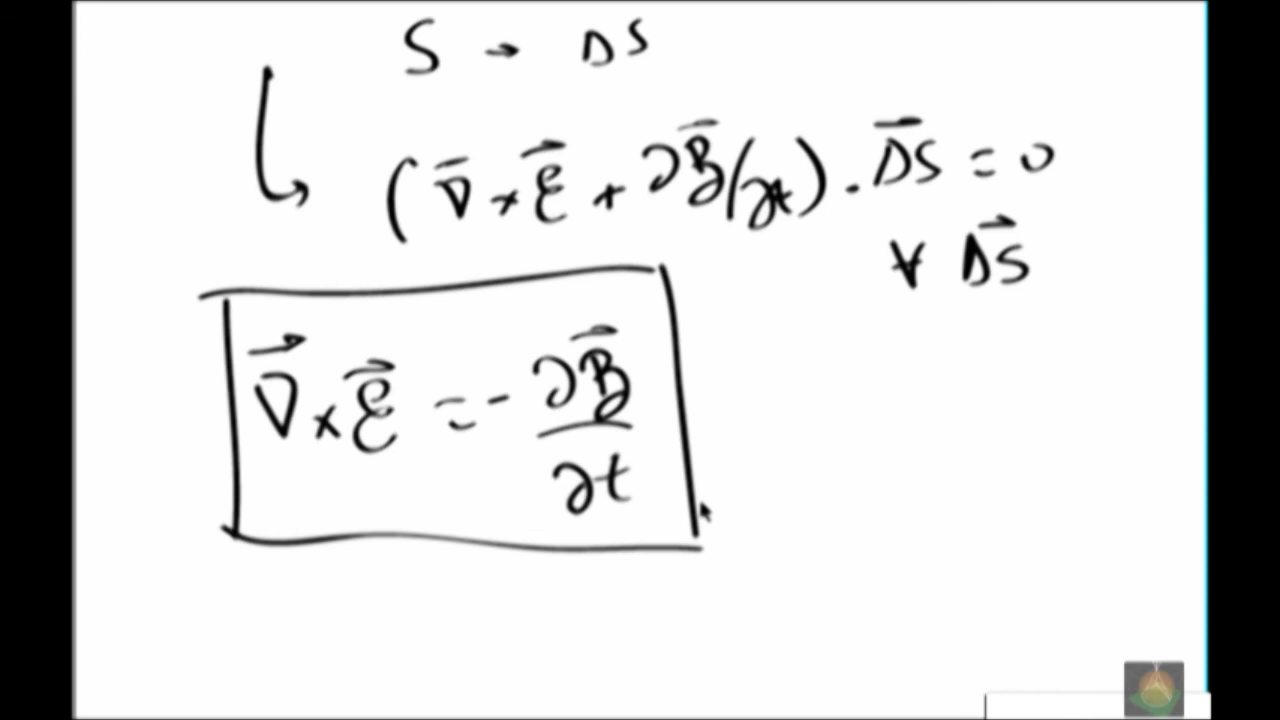 S → ΔS
(∇⃗ × ℰ⃗ + ∂B⃗/∂t) · ΔS⃗ = 0
∀ ΔS⃗
∇⃗ × ℰ⃗ = - ∂B⃗/∂t